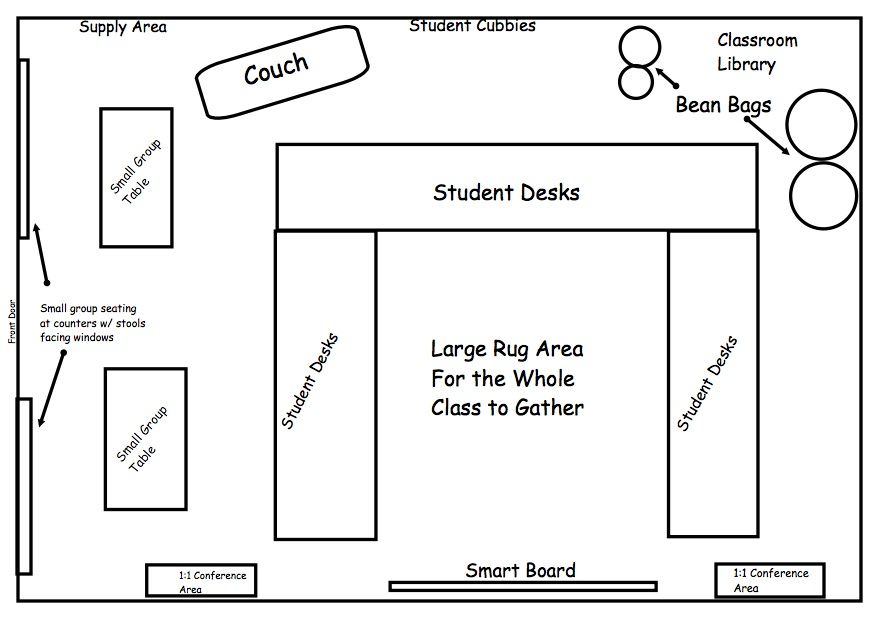 Supply Area
Student Cubbies
Couch
Classroom
Library
Bean Bags
Small Group
Table
Student Desks
Front Door
Small group seating
at counters w/ stools
facing windows
Student Desks
Large Rug Area
For the Whole
Class to Gather
Student Desks
Small Group
Table
1:1 Conference
Area
Smart Board
1:1 Conference
Area